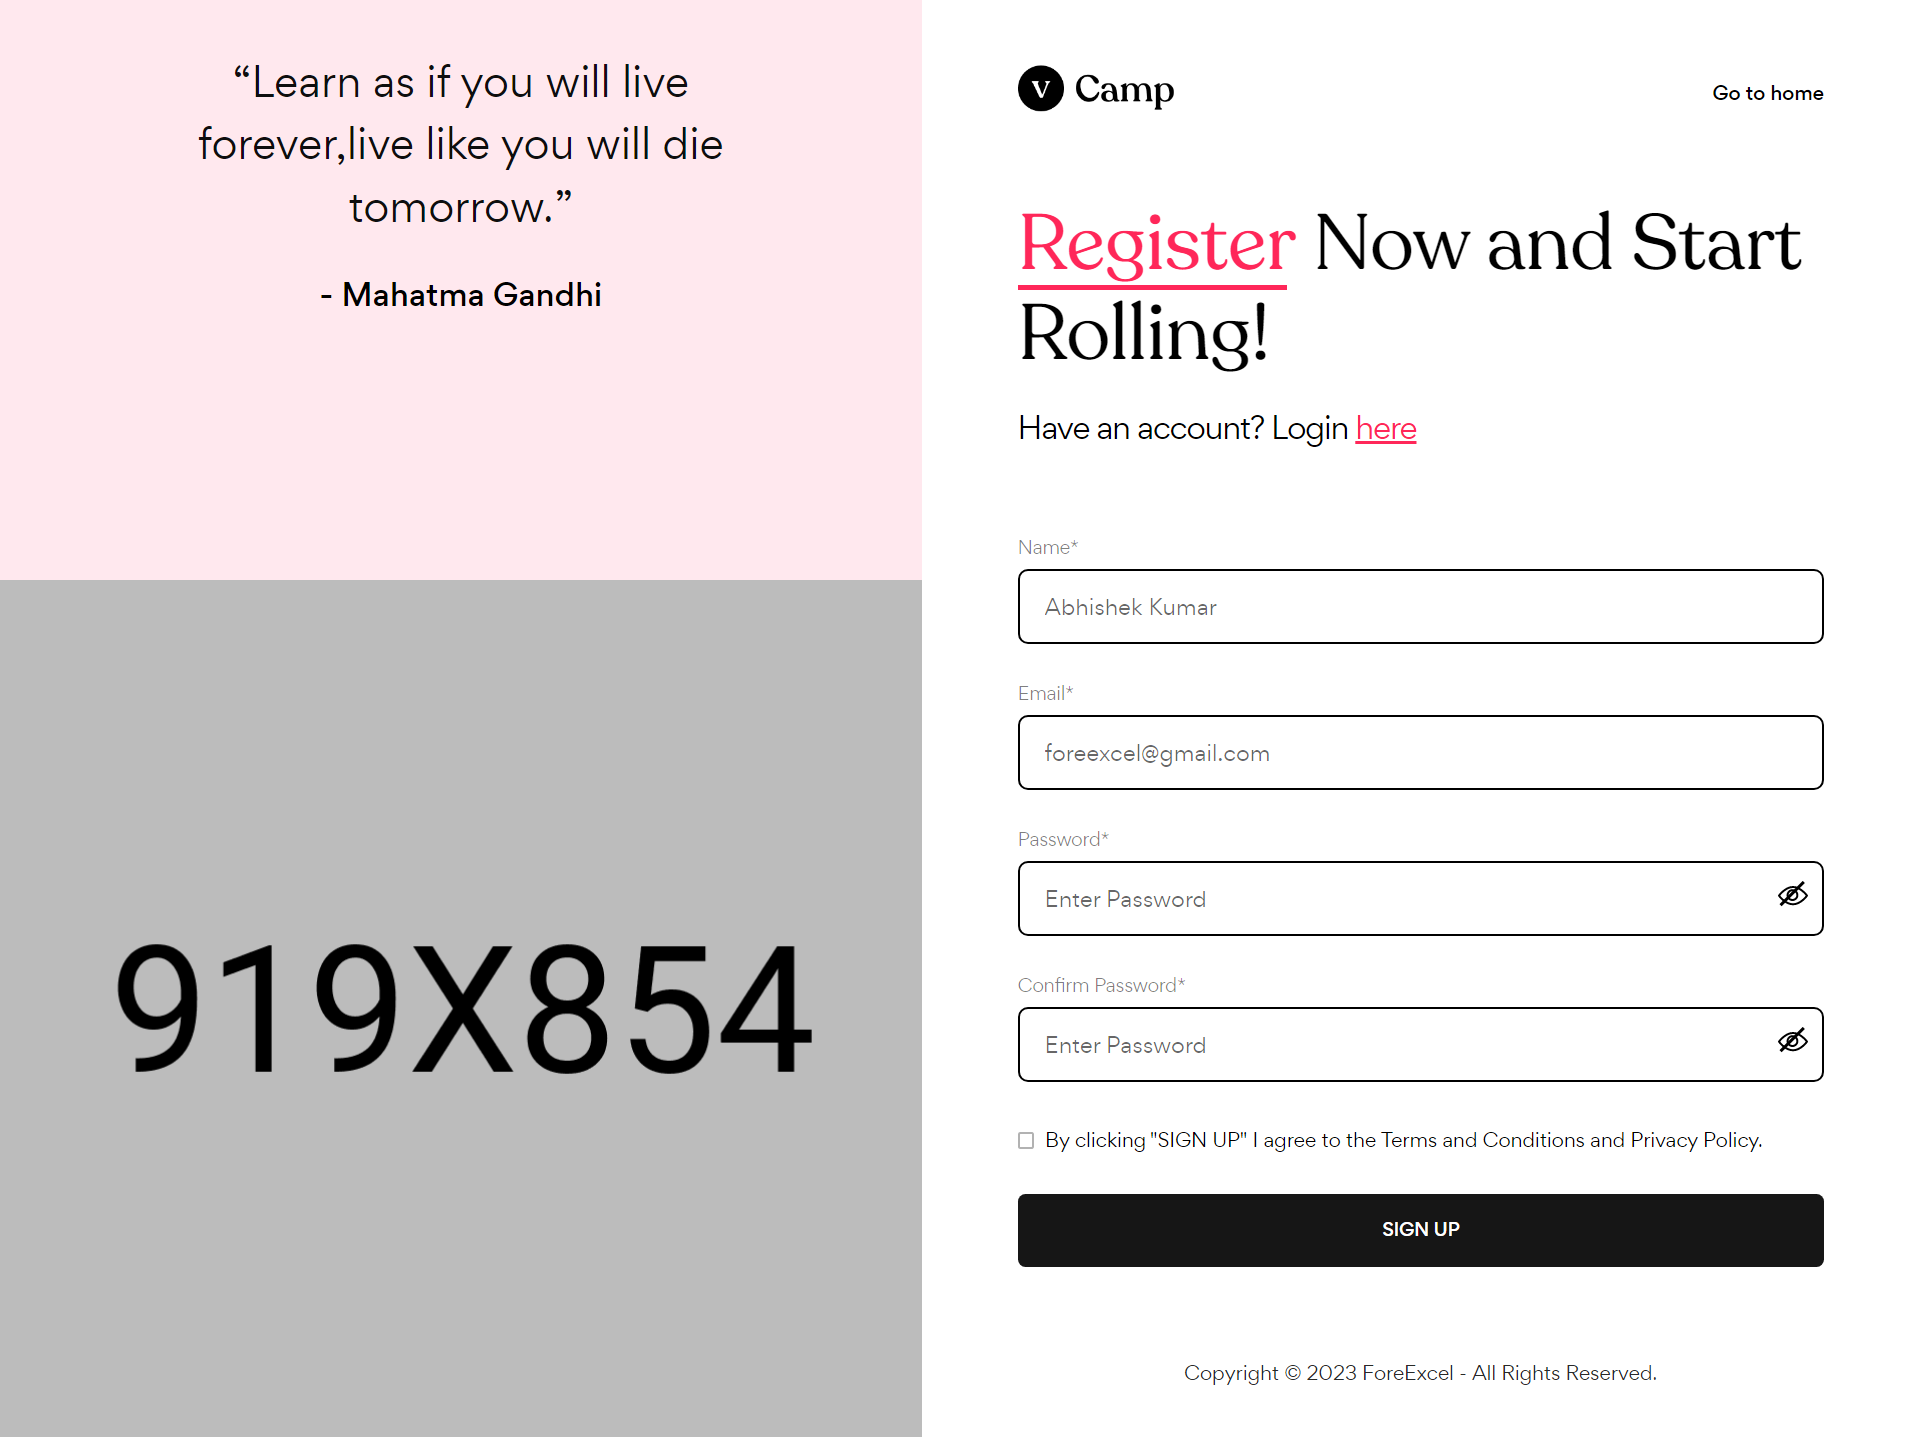 “Learn as if you will live
forever,live like you will die
tomorrow.”
- Mahatma Gandhi
919X854
V Camp
Go to home
Register Now and Start
Rolling!
Have an account? Login here
Name*
Abhishek Kumar
Email*
foreexcel@gmail.com
Password*
Enter Password
Confirm Password*
Enter Password
By clicking "SIGN UP" I agree to the Terms and Conditions and Privacy Policy.
SIGN UP
Copyright © 2023 ForeExcel - All Rights Reserved.